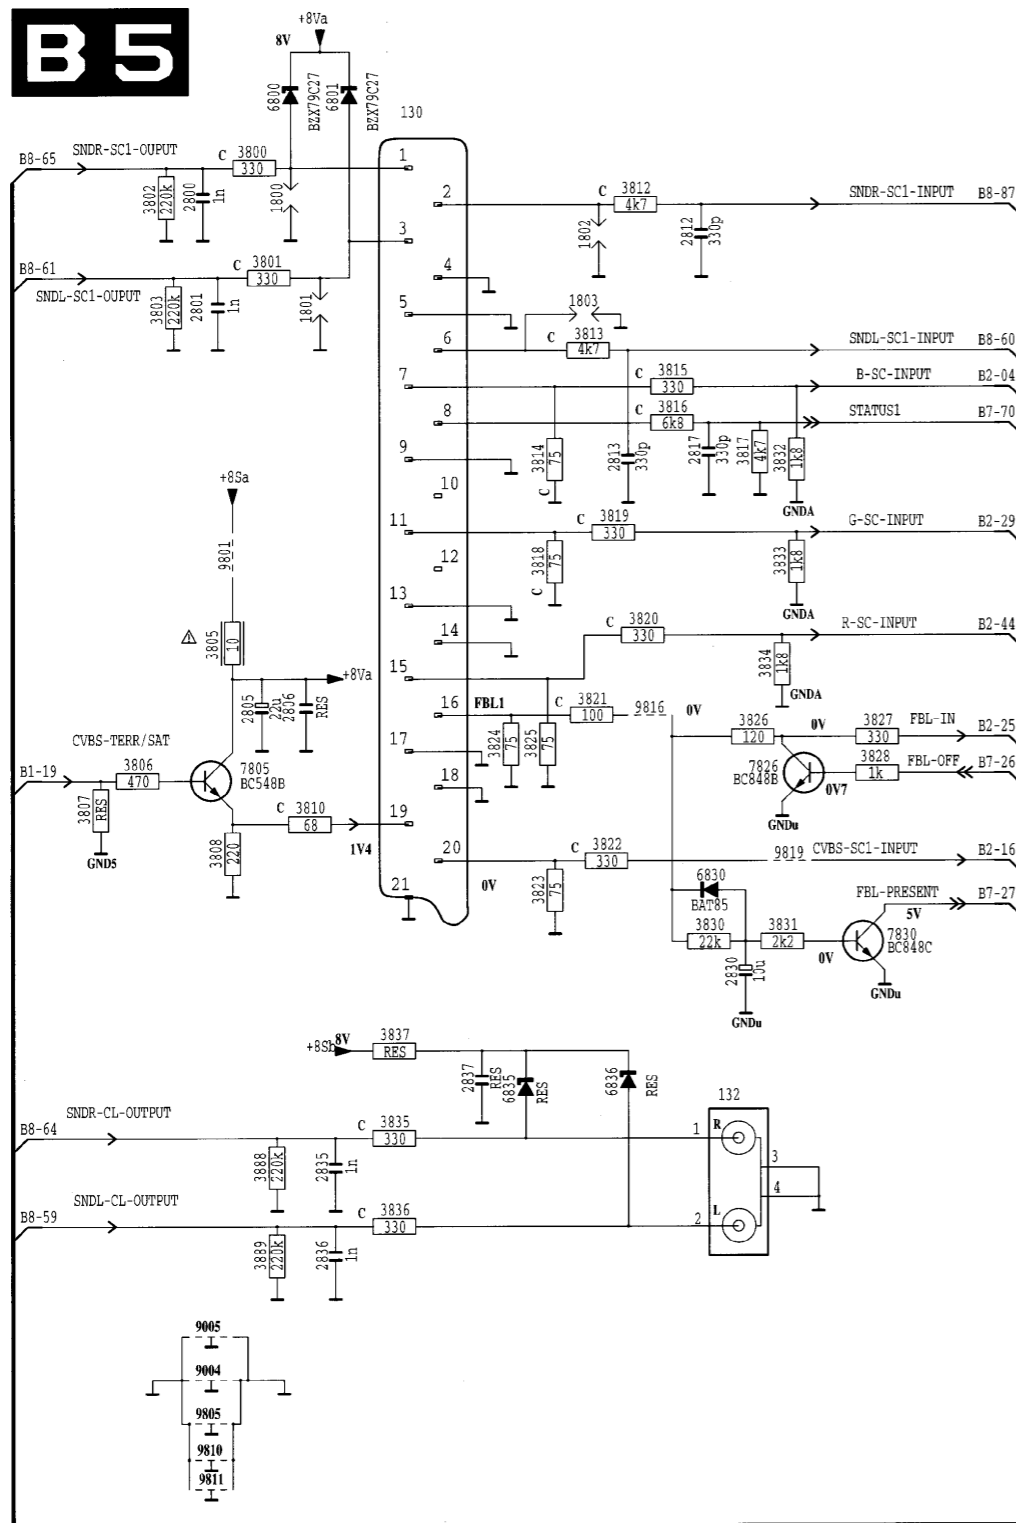 B 5
+8Va
8V
6800
BZX79C27
6801
BZX79C27
130
B8-65
SNDR-SC1-OUPUT
C
3800
330
3802
220k
2800
1n
1800
1
2
C
3812
4k7
1802
2812
330p
SNDR-SC1-INPUT
B8-87
3
B8-61
SNDL-SC1-OUPUT
C
3801
330
3803
220k
2801
1n
1801
4
5
1803
6
C
3813
4k7
SNDL-SC1-INPUT
B8-60
7
C
3815
330
B-SC-INPUT
B2-04
8
C
3816
6k8
STATUS1
B7-70
9
3814
75
C
2813
330p
2817
330p
3817
4k7
3832
1k8
GNDA
10
11
C
3819
330
G-SC-INPUT
B2-29
12
3818
75
C
3833
1k8
GNDA
13
14
C
3820
330
R-SC-INPUT
B2-44
15
3834
1k8
GNDA
+8Sa
9801
3805
10
+8Va
2805
22u
2806
RES
16
FBL1
C
3821
100
9816
0V
3824
75
3825
75
3826
120
0V
3827
330
FBL-IN
B2-25
17
7826
BC848B
0V7
3828
1k
FBL-OFF
B7-26
GNDu
18
CVBS-TERR/SAT
B1-19
3806
470
7805
BC548B
3807
RES
GND5
3808
220
C
3810
68
1V4
19
20
0V
C
3822
330
9819
CVBS-SC1-INPUT
B2-16
3823
75
21
6830
BAT85
3830
22k
3831
2k2
0V
2830
10u
GNDu
FBL-PRESENT
B7-27
5V
7830
BC848C
GNDu
+8Sb
8V
3837
RES
2837
RES
6835
RES
6836
RES
132
SNDR-CL-OUTPUT
B8-64
C
3835
330
1
R
3888
220k
2835
1n
3
4
SNDL-CL-OUTPUT
B8-59
C
3836
330
2
L
3889
220k
2836
1n
9005
9004
9805
9810
9811